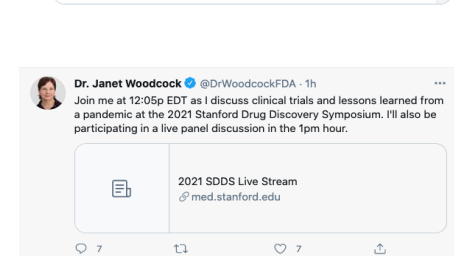 Dr. Janet Woodcock @DrWoodcockFDA · 1h
Join me at 12:05p EDT as I discuss clinical trials and lessons learned from
a pandemic at the 2021 Stanford Drug Discovery Symposium. I'll also be
participating in a live panel discussion in the 1pm hour.
2021 SDDS Live Stream
med.stanford.edu
7 7